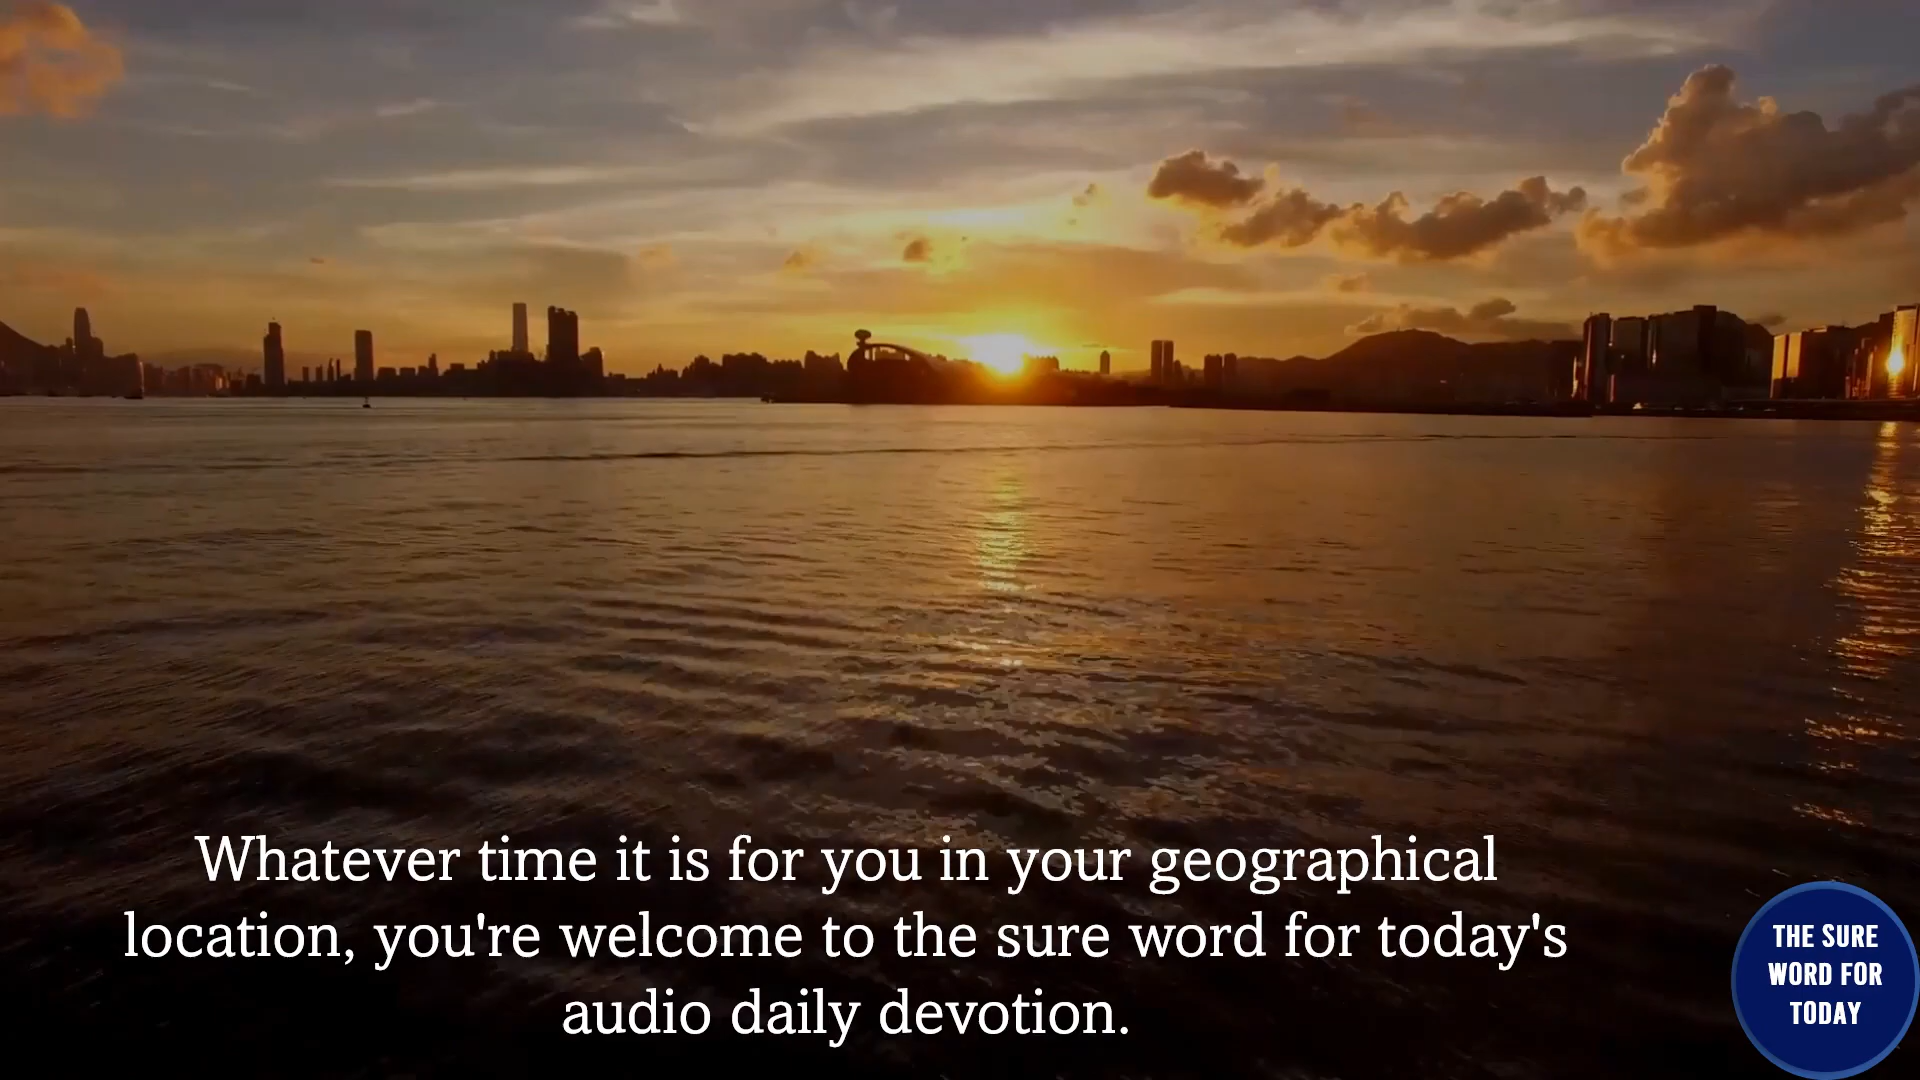 Whatever time it is for you in your geographical
location, you're welcome to the sure word for today's
audio daily devotion.
THE SURE
WORD FOR
TODAY